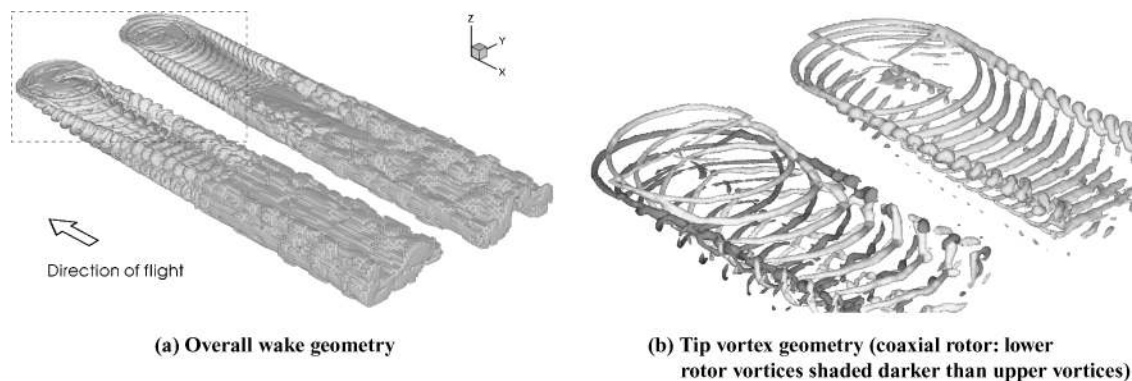 Z
Y
X
Direction of flight
(a) Overall wake geometry
(b) Tip vortex geometry (coaxial rotor: lower
rotor vortices shaded darker than upper vortices)